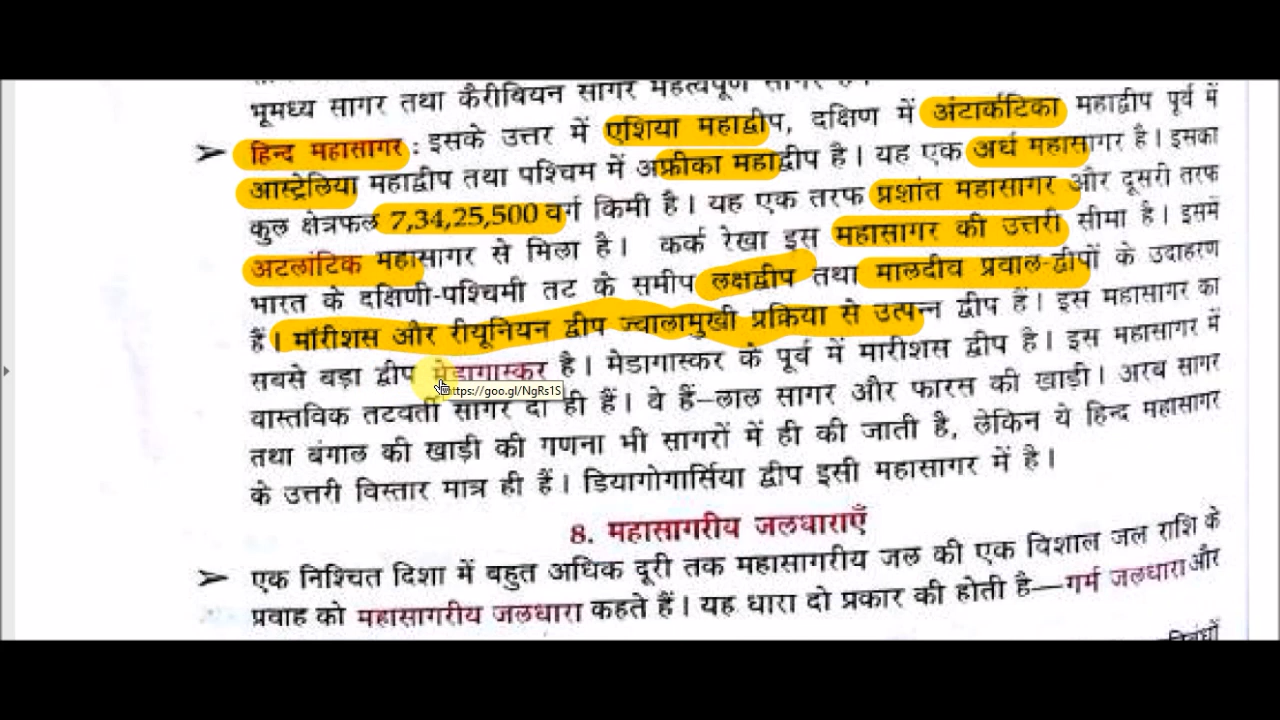 भूमध्य सागर तथा कैरीबियन सागर महत्वपूर्ण सागर
➤ हिन्द महासागर : इसके उत्तर में एशिया महाद्वीप, दक्षिण में अंटार्कटिका महाद्वीप पूर्व में
आस्ट्रेलिया महाद्वीप तथा पश्चिम में अफ्रीका महाद्वीप है। यह एक अर्ध महासागर है। इसका
कुल क्षेत्रफल 7,34,25,500 वर्ग किमी है। यह एक तरफ प्रशांत महासागर और दूसरी तरफ
अटलांटिक महासागर से मिला है। कर्क रेखा इस महासागर की उत्तरी सीमा है। इसमें
भारत के दक्षिणी-पश्चिमी तट के समीप लक्षद्वीप तथा मालदीव प्रवाल-द्वीपों के उदाहरण
हैं। मॉरीशस और रीयूनियन द्वीप ज्वालामुखी प्रक्रिया से उत्पन्न द्वीप हैं। इस महासागर का
सबसे बड़ा द्वीप मेडागास्कर है। मेडागास्कर के पूर्व में मारीशस द्वीप है। इस महासागर में
https://goo.gl/NgRs1S
वास्तविक तटवर्ती सागर दो ही हैं। वे हैं–लाल सागर और फारस की खाड़ी। अरब सागर
तथा बंगाल की खाड़ी की गणना भी सागरों में ही की जाती है, लेकिन ये हिन्द महासागर
के उत्तरी विस्तार मात्र ही हैं। डियागोगार्सिया द्वीप इसी महासागर में है।
8. महासागरीय जलधाराएँ
➤ एक निश्चित दिशा में बहुत अधिक दूरी तक महासागरीय जल की एक विशाल जल राशि के
प्रवाह को महासागरीय जलधारा कहते हैं। यह धारा दो प्रकार की होती है—गर्म जलधारा और